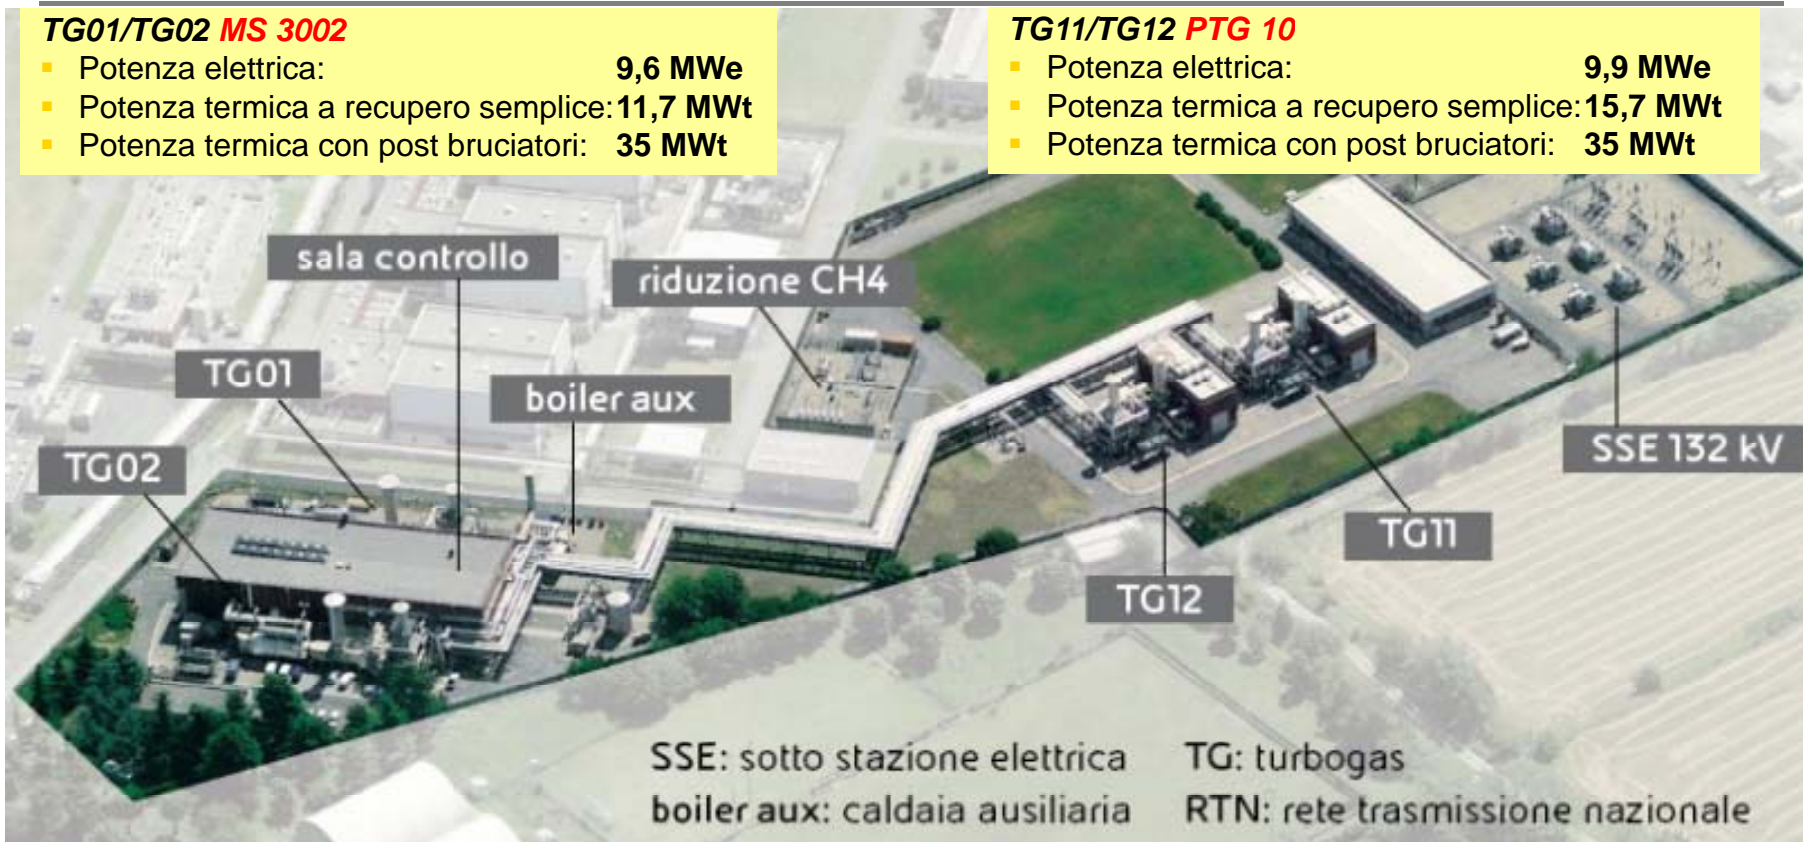 TG01/TG02 MS 3002
▪ Potenza elettrica: 9,6 MWe
▪ Potenza termica a recupero semplice: 11,7 MWt
▪ Potenza termica con post bruciatori: 35 MWt
TG11/TG12 PTG 10
▪ Potenza elettrica: 9,9 MWe
▪ Potenza termica a recupero semplice: 15,7 MWt
▪ Potenza termica con post bruciatori: 35 MWt
sala controllo
riduzione CH4
TG01
boiler aux
TG02
SSE 132 kV
TG11
TG12
SSE: sotto stazione elettrica
boiler aux: caldaia ausiliaria
TG: turbogas
RTN: rete trasmissione nazionale